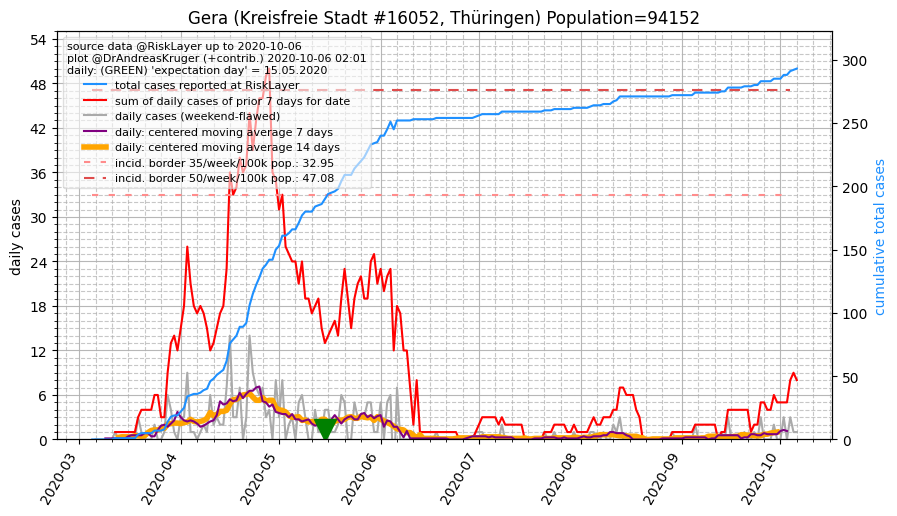 Gera (Kreisfreie Stadt #16052, Thüringen) Population=94152
source data @RiskLayer up to 2020-10-06
plot @DrAndreasKruger (+contrib.) 2020-10-06 02:01
daily: (GREEN) 'expectation day' = 15.05.2020
total cases reported at RiskLayer
sum of daily cases of prior 7 days for date
daily cases (weekend-flawed)
daily: centered moving average 7 days
daily: centered moving average 14 days
incid. border 35/week/100k pop.: 32.95
incid. border 50/week/100k pop.: 47.08
daily cases
54
48
42
36
30
24
18
12
6
0
cumulative total cases
300
250
200
150
100
50
0
2020-03
2020-04
2020-05
2020-06
2020-07
2020-08
2020-09
2020-10